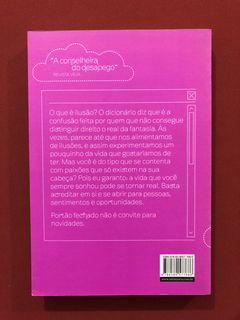 "A conselheira
do desapego"
REVISTA VEJA
O que é ilusão? O dicionário diz que é a
confusão feita por quem que não consegue
distinguir direito o real da fantasia. Às
vezes, parece até que nos alimentamos
de ilusões, e assim experimentamos um
pouquinho da vida que gostaríamos de
ter. Mas você é do tipo que se contenta
com paixões que só existem na sua
cabeça? Pois eu garanto: a vida que você
sempre sonhou pode se tornar real. Basta
acreditar em si e se abrir para pessoas,
sentimentos e oportunidades.
Portão fechado não é convite para
novidades.